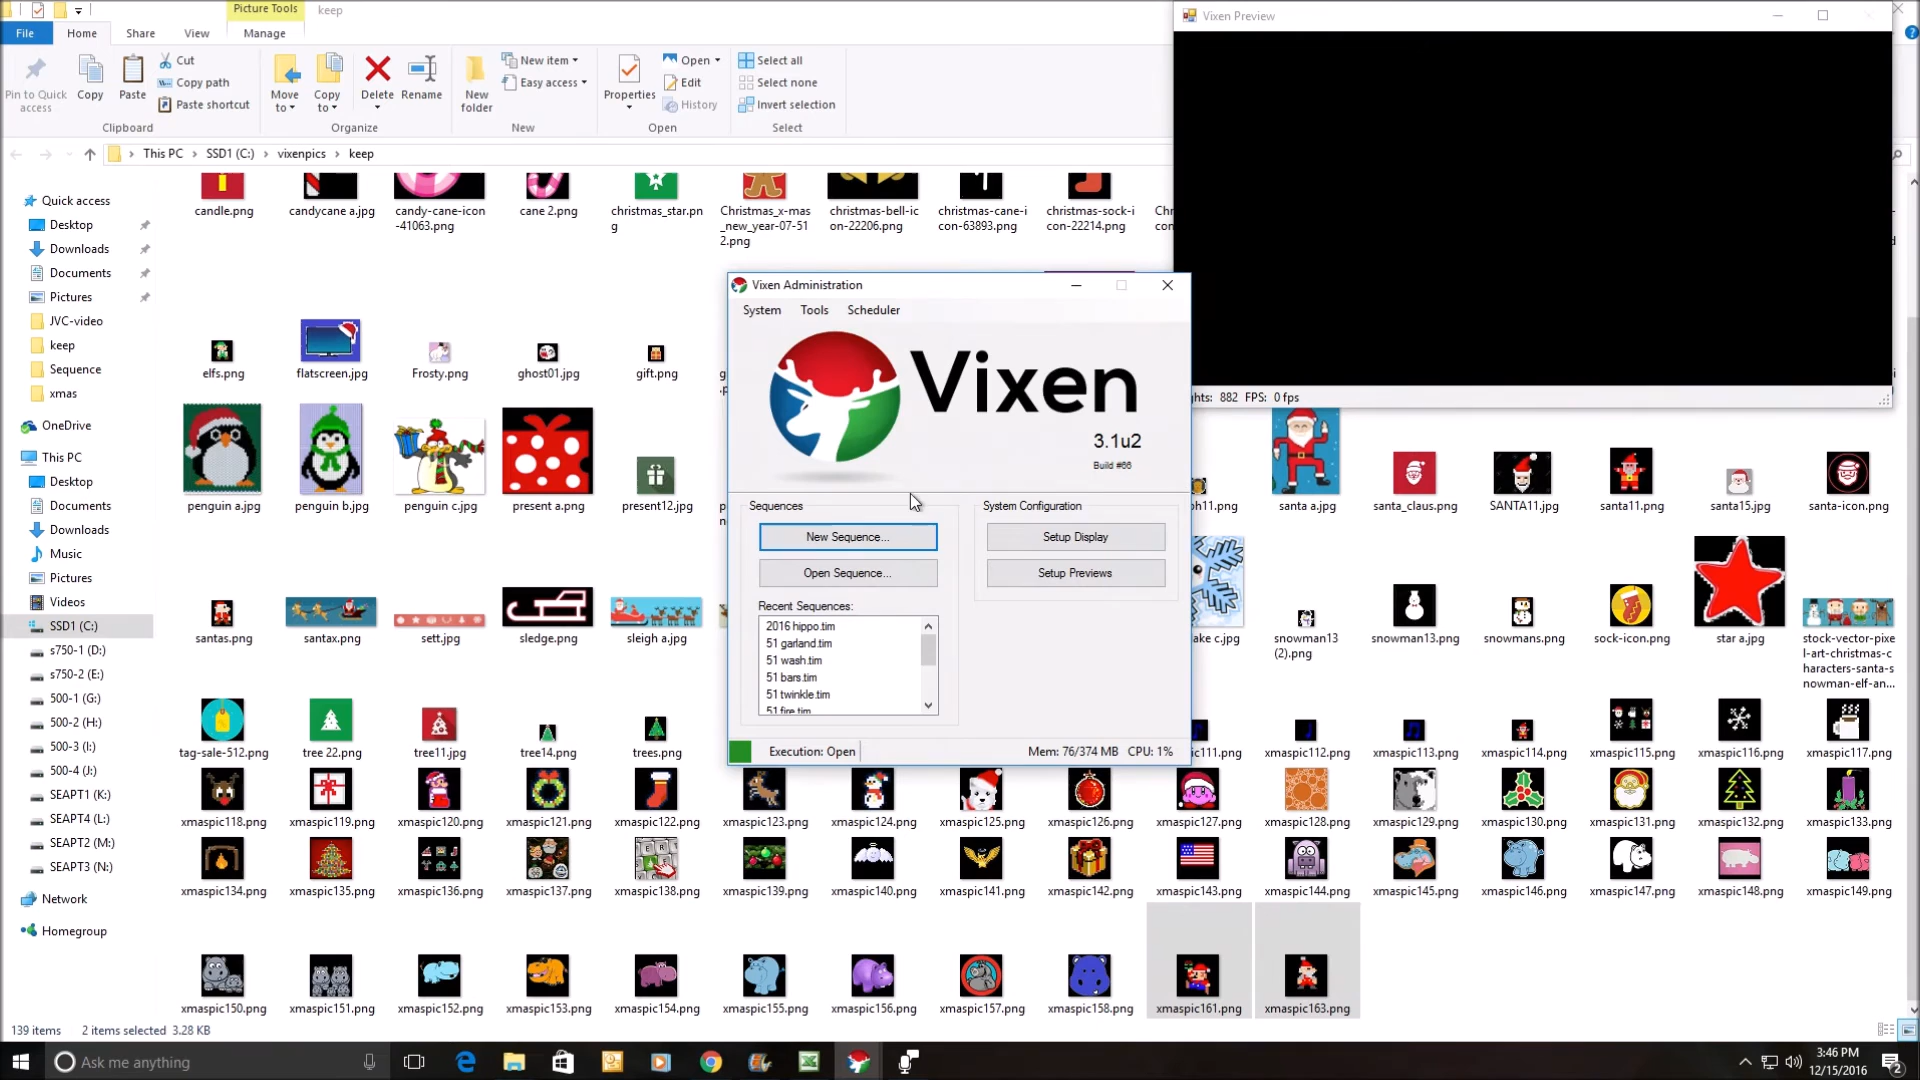 Picture Tools
keep
File
Home
Share
View
Manage
Pin to Quick
access
Copy
Paste
Cut
Copy path
Paste shortcut
Clipboard
Move
to
Copy
to
Delete
Rename
Organize
New
folder
New item
Easy access
New
Properties
Open
Edit
History
Open
Select all
Select none
Invert selection
Select
This PC
SSD1 (C:)
vixenpics
keep
Quick access
Desktop
Downloads
Documents
Pictures
JVC-video
keep
Sequence
xmas
OneDrive
This PC
Desktop
Documents
Downloads
Music
Pictures
Videos
SSD1 (C:)
s750-1 (D:)
s750-2 (E:)
500-1 (G:)
500-2 (H:)
500-3 (I:)
500-4 (J:)
SEAPT1 (K:)
SEAPT4 (L:)
SEAPT2 (M:)
SEAPT3 (N:)
Network
Homegroup
candle.png
candycane a.jpg
candy-cane-icon
-41063.png
cane 2.png
christmas_star.pn
g
Christmas_x-mas
_new_year-07-51
2.png
christmas-bell-ic
on-22206.png
christmas-cane-i
con-63893.png
christmas-sock-i
con-22214.png
elfs.png
flatscreen.jpg
Frosty.png
ghost01.jpg
gift.png
penguin a.jpg
penguin b.jpg
penguin c.jpg
present a.png
present12.jpg
santa a.jpg
santa_claus.png
SANTA11.jpg
santa11.png
santa15.jpg
santa-icon.png
santas.png
santax.png
sett.jpg
sledge.png
sleigh a.jpg
ake c.jpg
snowman13
(2).png
snowman13.png
snowmans.png
sock-icon.png
star a.jpg
stock-vector-pixe
l-art-christmas-c
haracters-santa-s
nowman-elf-an...
tag-sale-512.png
tree 22.png
tree11.jpg
tree14.png
trees.png
xmaspic112.png
xmaspic113.png
xmaspic114.png
xmaspic115.png
xmaspic116.png
xmaspic117.png
xmaspic118.png
xmaspic119.png
xmaspic120.png
xmaspic121.png
xmaspic122.png
xmaspic123.png
xmaspic124.png
xmaspic125.png
xmaspic126.png
xmaspic127.png
xmaspic128.png
xmaspic129.png
xmaspic130.png
xmaspic131.png
xmaspic132.png
xmaspic133.png
xmaspic134.png
xmaspic135.png
xmaspic136.png
xmaspic137.png
xmaspic138.png
xmaspic139.png
xmaspic140.png
xmaspic141.png
xmaspic142.png
xmaspic143.png
xmaspic144.png
xmaspic145.png
xmaspic146.png
xmaspic147.png
xmaspic148.png
xmaspic149.png
xmaspic150.png
xmaspic151.png
xmaspic152.png
xmaspic153.png
xmaspic154.png
xmaspic155.png
xmaspic156.png
xmaspic157.png
xmaspic158.png
xmaspic161.png
xmaspic163.png
139 items 2 items selected 3.28 KB
Vixen Preview
ghts: 882 FPS: 0 fps
Vixen Administration
System Tools Scheduler
Vixen
3.1u2
Build #66
Sequences
New Sequence...
Open Sequence...
Recent Sequences:
2016 hippo.tim
51 garland.tim
51 wash.tim
51 bars.tim
51 twinkle.tim
51 fire.tim
System Configuration
Setup Display
Setup Previews
Execution: Open
Mem: 76/374 MB CPU: 1%
Ask me anything
3:46 PM
12/15/2016
2